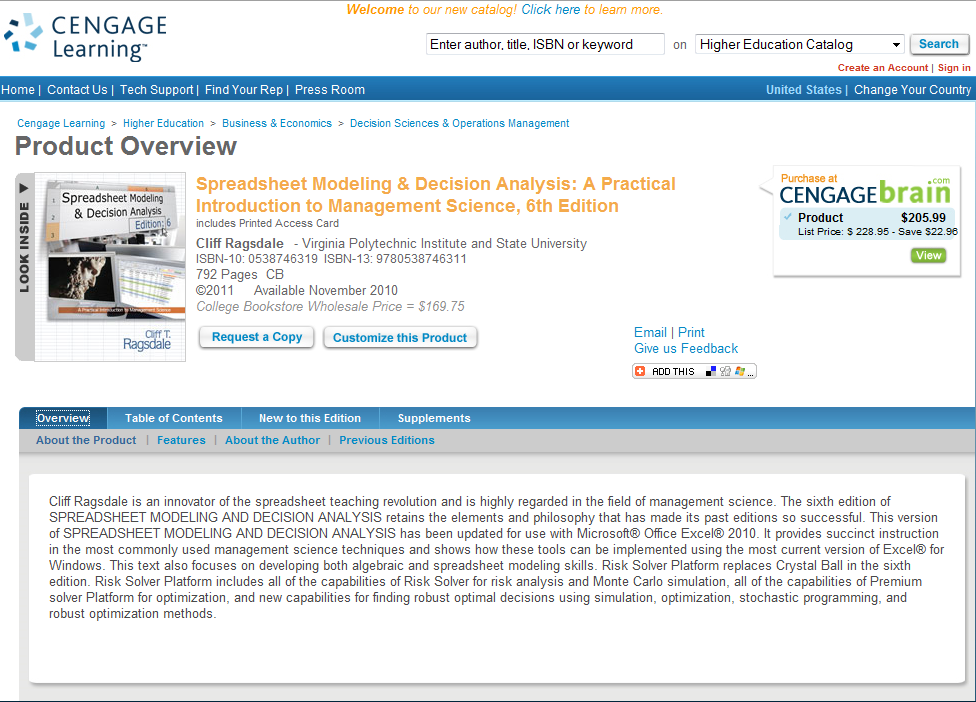 Welcome to our new catalog! Click here to learn more.
CENGAGE
Learning™
Enter author, title, ISBN or keyword on Higher Education Catalog Search
Create an Account | Sign in
Home | Contact Us | Tech Support | Find Your Rep | Press Room United States | Change Your Country
Cengage Learning > Higher Education > Business & Economics > Decision Sciences & Operations Management
Product Overview
LOOK INSIDE
Spreadsheet Modeling
& Decision Analysis
Edition: 6
A Practical Introduction to Management Science
Cliff T.
Ragsdale
Spreadsheet Modeling & Decision Analysis: A Practical
Introduction to Management Science, 6th Edition
includes Printed Access Card
Cliff Ragsdale - Virginia Polytechnic Institute and State University
ISBN-10: 0538746319 ISBN-13: 9780538746311
792 Pages CB
©2011 Available November 2010
College Bookstore Wholesale Price = $169.75
Request a Copy Customize this Product
Purchase at
CENGAGEbrain.com
Product $205.99
List Price: $ 228.95 - Save $22.96
View
Email | Print
Give us Feedback
ADD THIS ...
Overview Table of Contents New to this Edition Supplements
About the Product | Features | About the Author | Previous Editions
Cliff Ragsdale is an innovator of the spreadsheet teaching revolution and is highly regarded in the field of management science. The sixth edition of
SPREADSHEET MODELING AND DECISION ANALYSIS retains the elements and philosophy that has made its past editions so successful. This version
of SPREADSHEET MODELING AND DECISION ANALYSIS has been updated for use with Microsoft® Office Excel® 2010. It provides succinct instruction
in the most commonly used management science techniques and shows how these tools can be implemented using the most current version of Excel® for
Windows. This text also focuses on developing both algebraic and spreadsheet modeling skills. Risk Solver Platform replaces Crystal Ball in the sixth
edition. Risk Solver Platform includes all of the capabilities of Risk Solver for risk analysis and Monte Carlo simulation, all of the capabilities of Premium
solver Platform for optimization, and new capabilities for finding robust optimal decisions using simulation, optimization, stochastic programming, and
robust optimization methods.